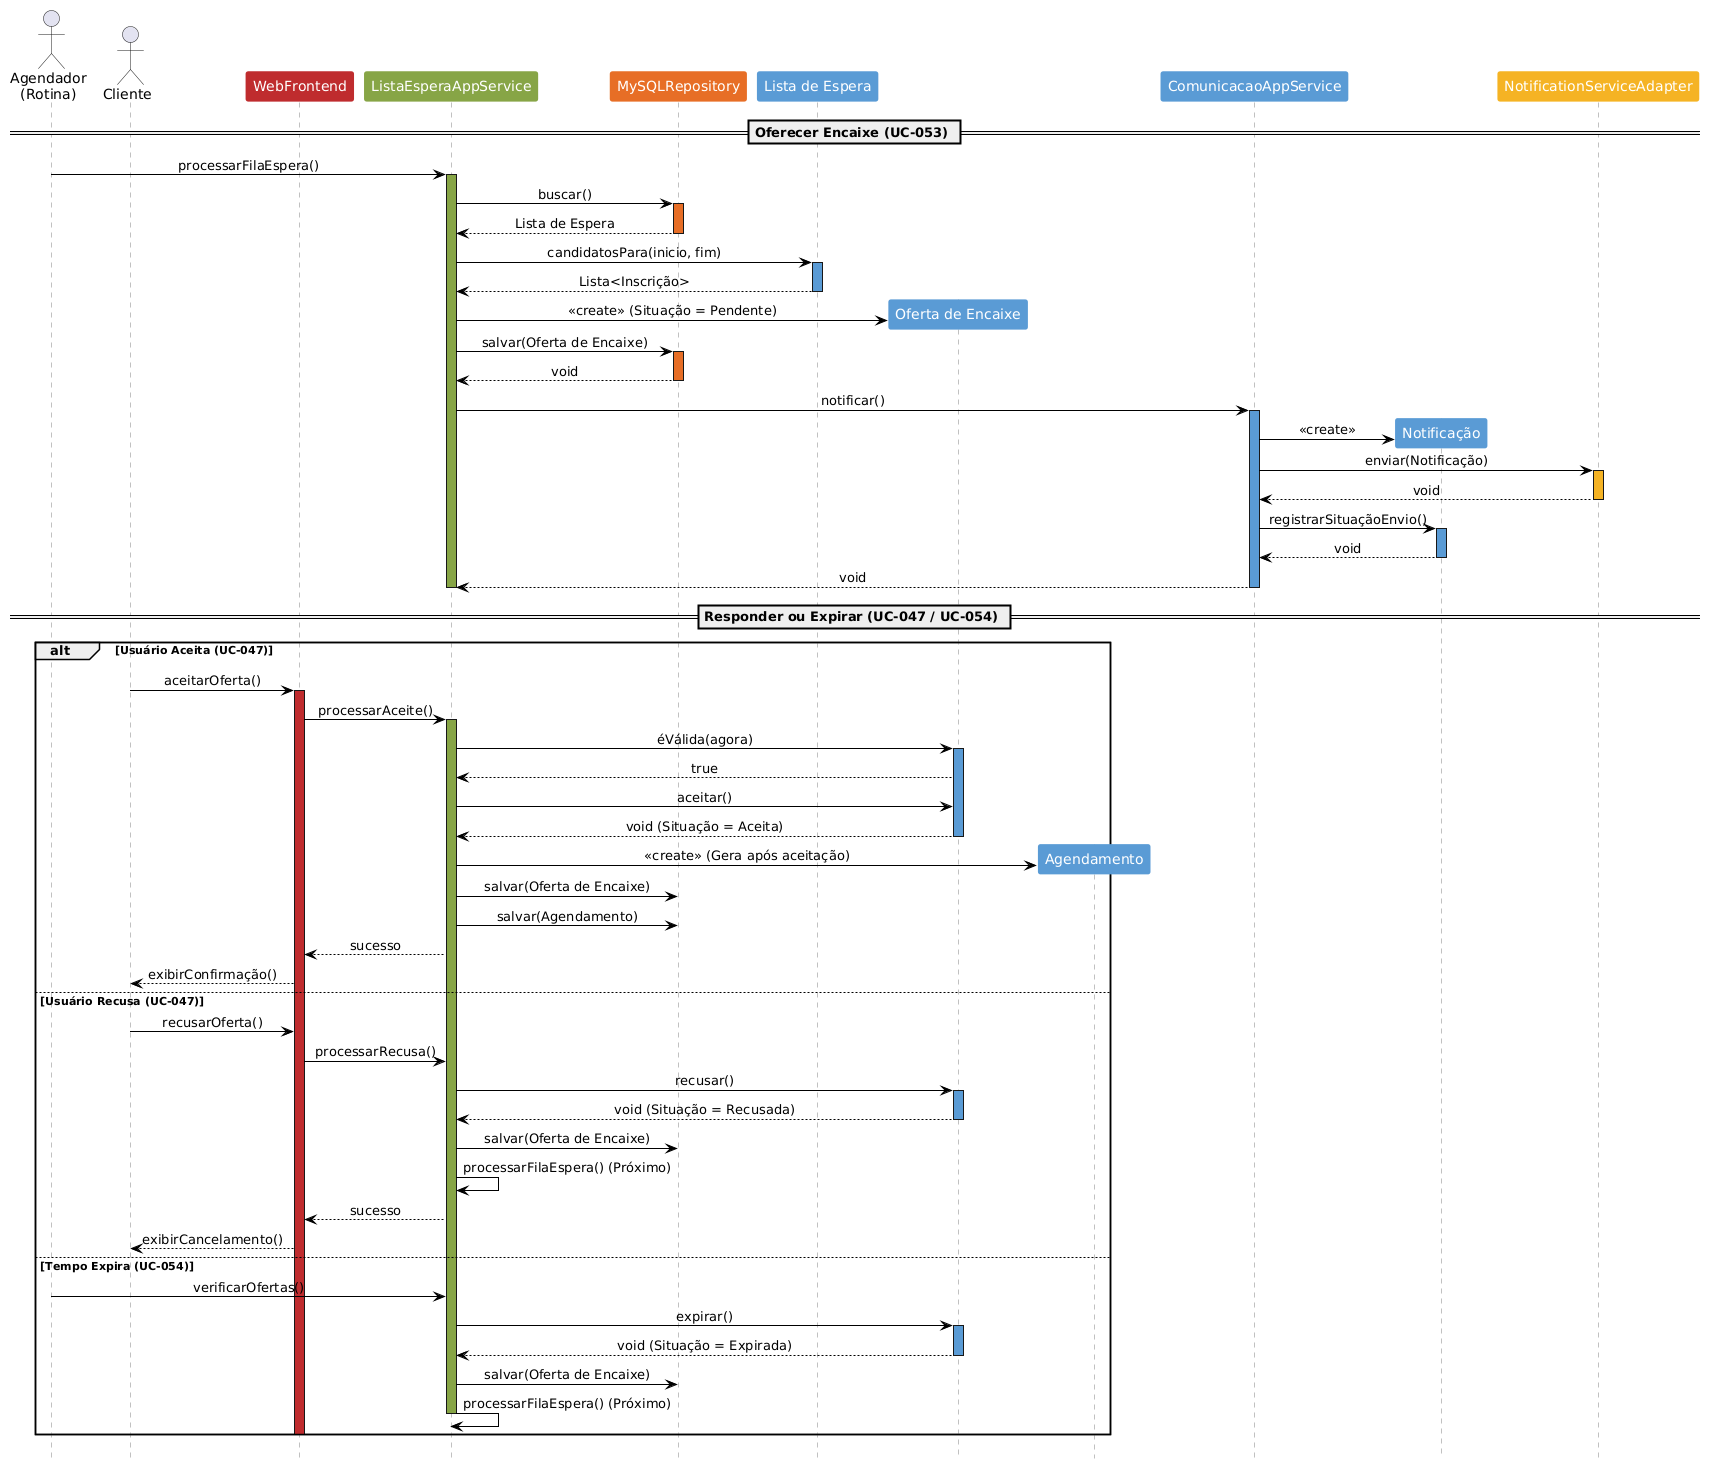 Agendador
(Rotina)
Cliente
WebFrontend
ListaEsperaAppService
MySQLRepository
Lista de Espera
ComunicacaoAppService
NotificationServiceAdapter
Oferecer Encaixe (UC-053)
processarFilaEspera()
buscar()
Lista de Espera
candidatosPara(inicio, fim)
Lista<Inscrição>
«create» (Situação = Pendente)
Oferta de Encaixe
salvar(Oferta de Encaixe)
void
notificar()
«create»
Notificação
enviar(Notificação)
void
registrarSituaçãoEnvio()
void
void
Responder ou Expirar (UC-047 / UC-054)
alt
[Usuário Aceita (UC-047)]
aceitarOferta()
processarAceite()
éVálida(agora)
true
aceitar()
void (Situação = Aceita)
«create» (Gera após aceitação)
Agendamento
salvar(Oferta de Encaixe)
salvar(Agendamento)
sucesso
exibirConfirmação()
[Usuário Recusa (UC-047)]
recusarOferta()
processarRecusa()
recusar()
void (Situação = Recusada)
salvar(Oferta de Encaixe)
processarFilaEspera() (Próximo)
sucesso
exibirCancelamento()
[Tempo Expira (UC-054)]
verificarOfertas()
expirar()
void (Situação = Expirada)
salvar(Oferta de Encaixe)
processarFilaEspera() (Próximo)